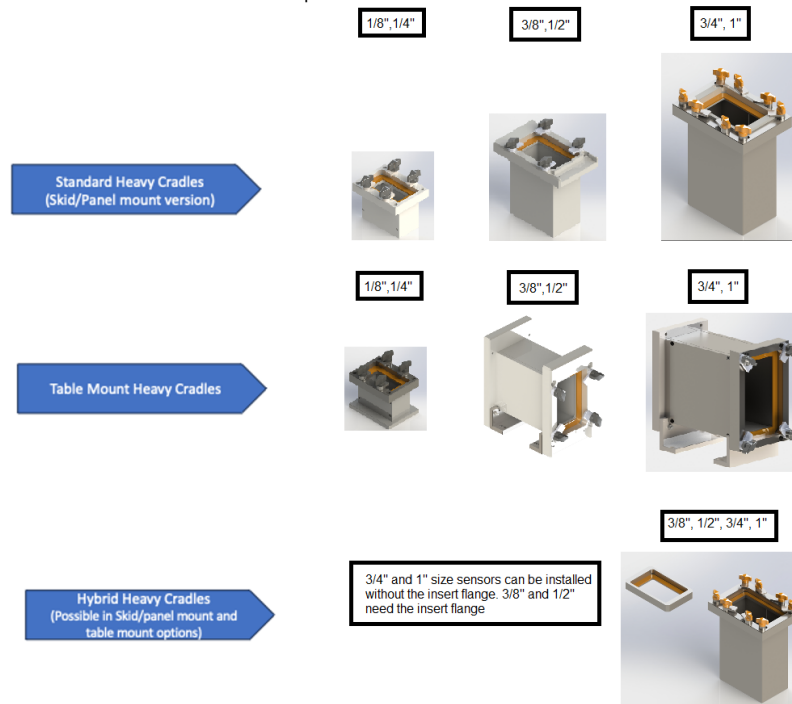 1/8",1/4"
3/8",1/2"
3/4", 1"
Standard Heavy Cradles
(Skid/Panel mount version)
1/8",1/4"
3/8",1/2"
3/4", 1"
Table Mount Heavy Cradles
3/8", 1/2", 3/4", 1"
3/4" and 1" size sensors can be installed
without the insert flange. 3/8" and 1/2"
need the insert flange
Hybrid Heavy Cradles
(Possible in Skid/panel mount and
table mount options)